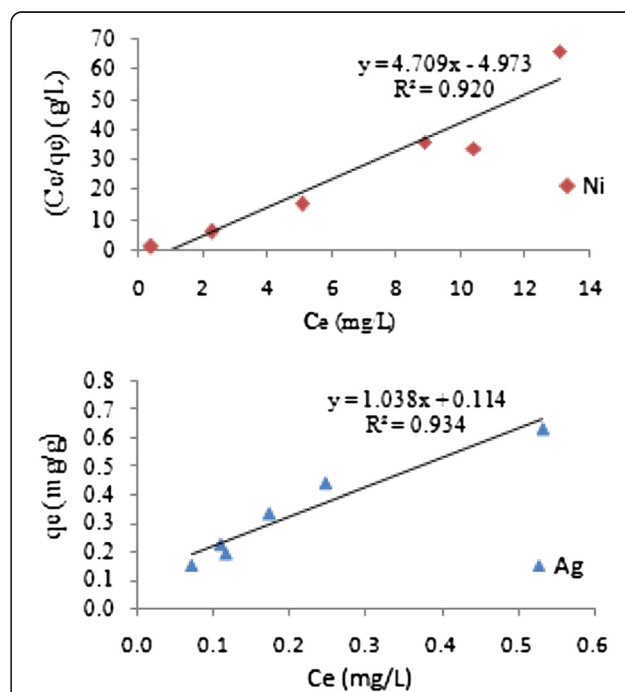 70
60
50
40
30
20
10
0
(Ce/qe) (g/L)
y = 4.709x - 4.973
R² = 0.920
Ni
0 2 4 6 8 10 12 14
Ce (mg/L)
0.8
0.7
0.6
0.5
0.4
0.3
0.2
0.1
0.0
qe (mg/g)
y = 1.038x + 0.114
R² = 0.934
Ag
0.0 0.1 0.2 0.3 0.4 0.5 0.6
Ce (mg/L)